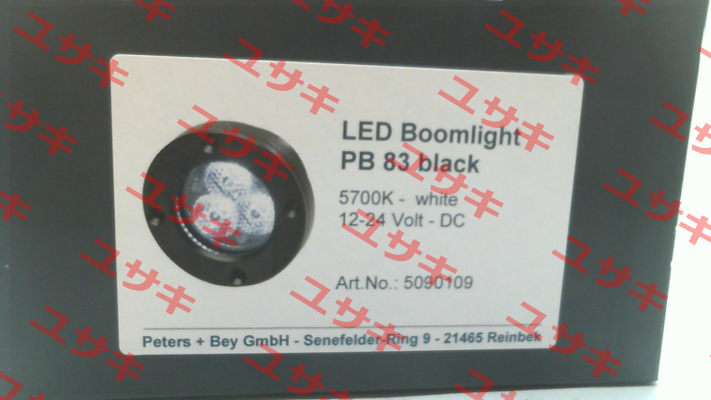 LED Boomlight
PB 83 black
5700K - white
12-24 Volt - DC
Art.No.: 5090109
Peters + Bey GmbH - Senefelder-Ring 9 - 21465 Reinbek
ユサキ